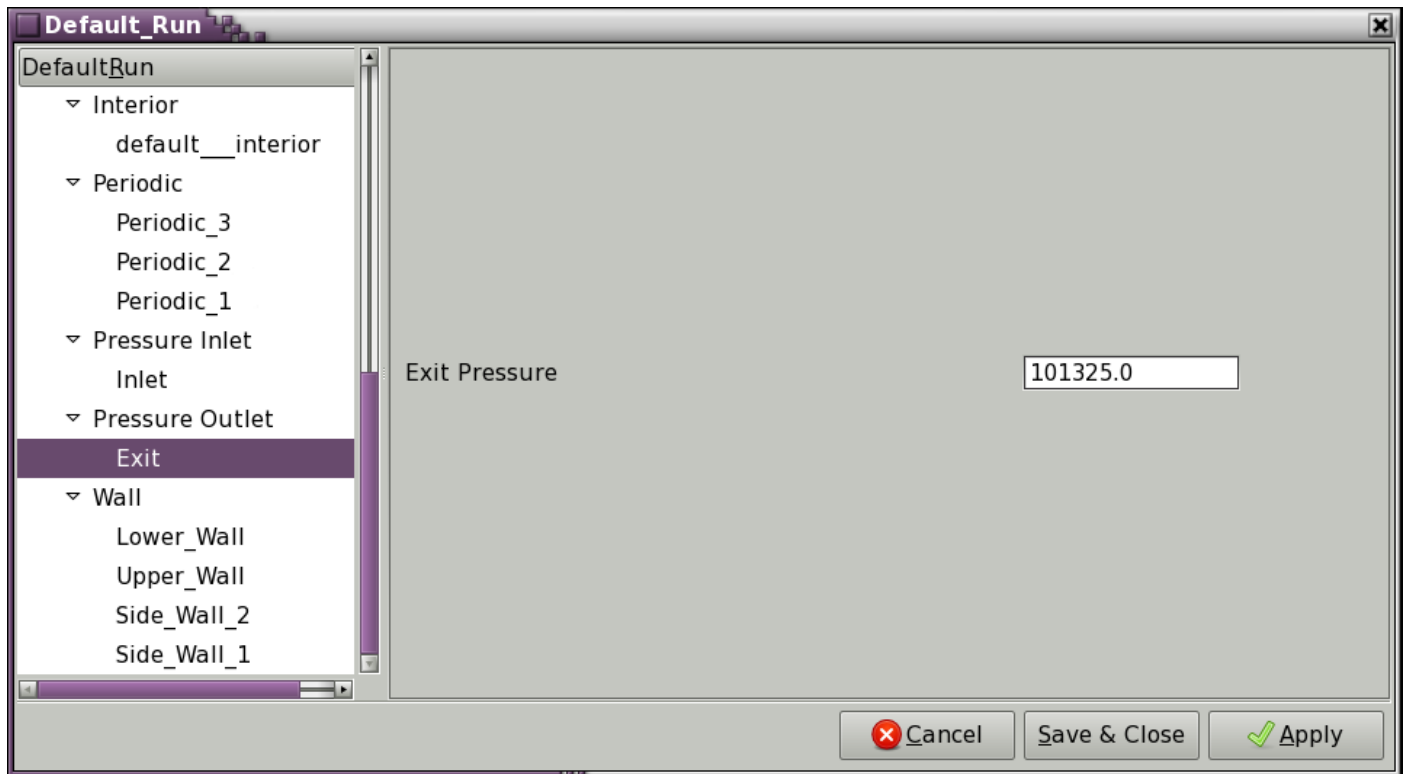 Default_Run
DefaultRun
Interior
default___interior
Periodic
Periodic_3
Periodic_2
Periodic_1
Pressure Inlet
Inlet
Pressure Outlet
Exit
Wall
Lower_Wall
Upper_Wall
Side_Wall_2
Side_Wall_1
Exit Pressure 101325.0
Cancel Save & Close Apply